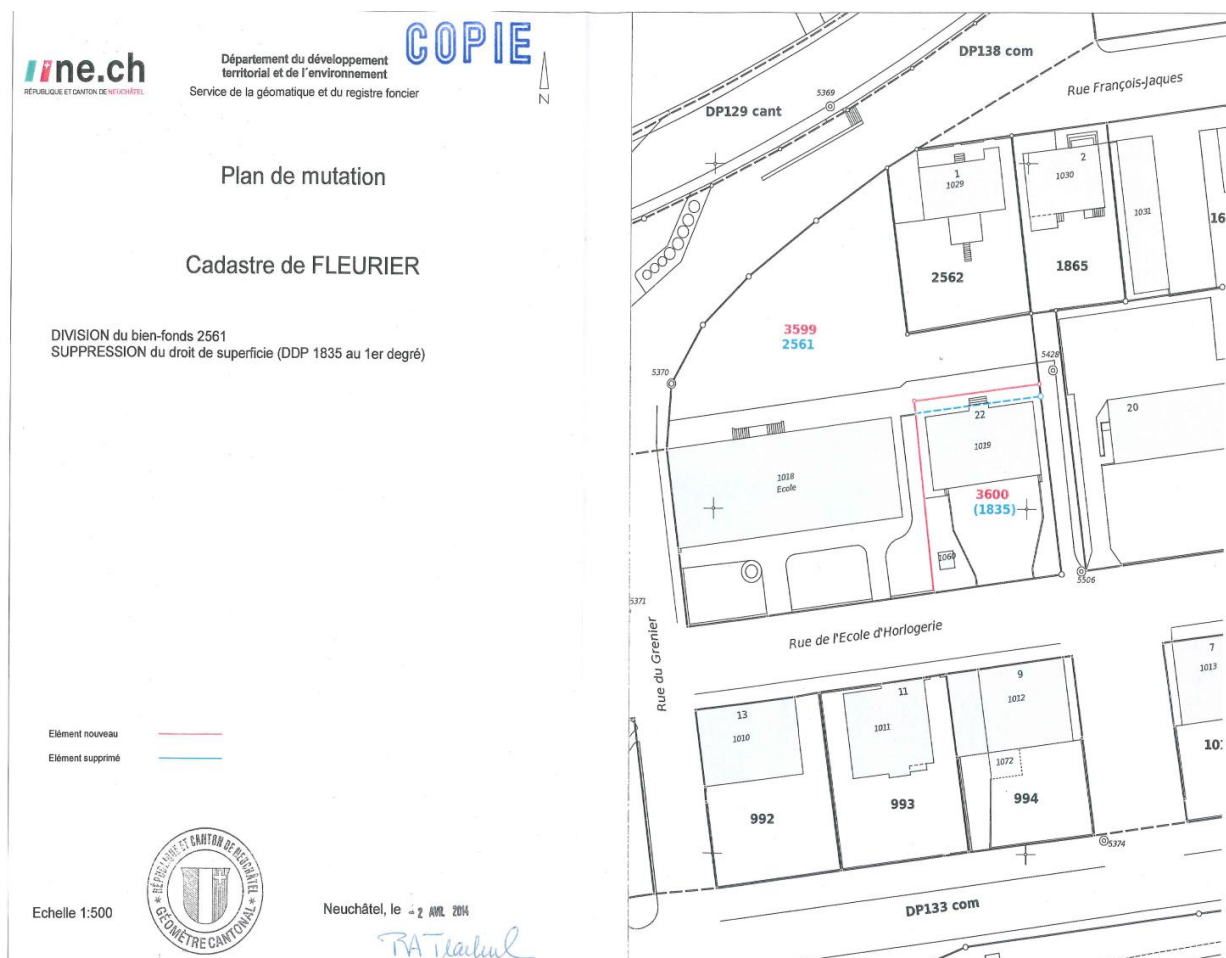 COPIE
ne.ch
RÉPUBLIQUE ET CANTON DE NEUCHÂTEL
Département du développement
territorial et de l'environnement
Service de la géomatique et du registre foncier
N
Plan de mutation
Cadastre de FLEURIER
DIVISION du bien-fonds 2561
SUPPRESSION du droit de superficie (DDP 1835 au 1er degré)
Elément nouveau
Elément supprimé
Echelle 1:500
RÉPUBLIQUE ET CANTON DE NEUCHÂTEL
GÉOMÈTRE CANTONAL
Neuchâtel, le - 2 AVR. 2014
DP138 com
Rue François-Jaques
5369
DP129 cant
1
1029
2
1030
1031
16
2562
1865
3599
2561
5370
5428
22
1019
20
1018
Ecole
3600
(1835)
1060
5506
5371
Rue de l'Ecole d'Horlogerie
Rue du Grenier
13
1010
11
1011
9
1012
7
1013
1072
992
993
994
101
5374
DP133 com